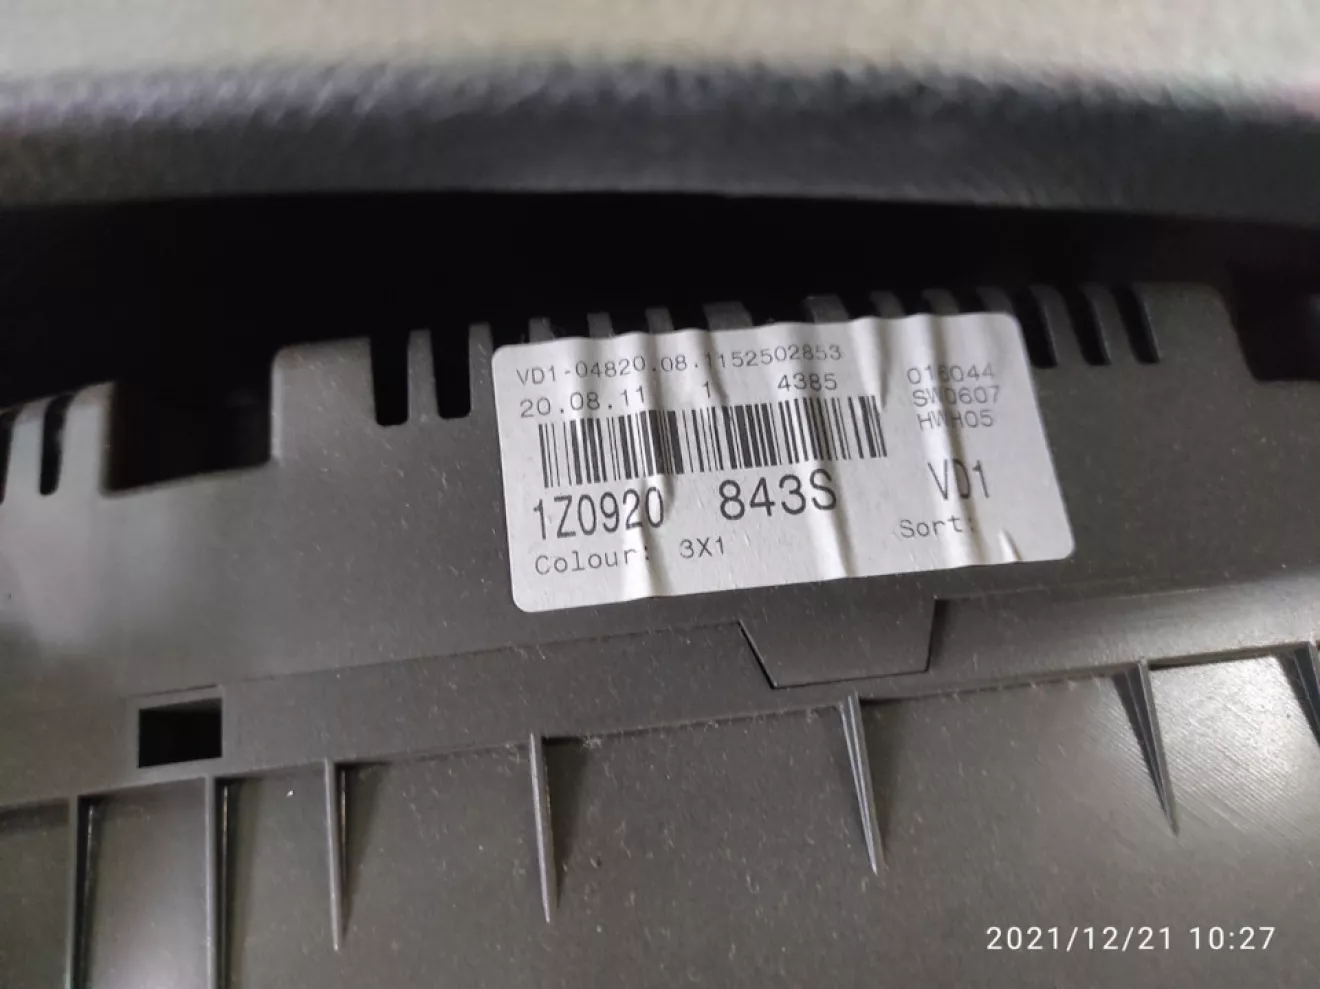 VD1-04820.08.1152502853
20.08.11 1 4385
016044
SW0607
HWH05
1Z0920 843S VD1
Colour: 3X1 Sort:
2021/12/21 10:27